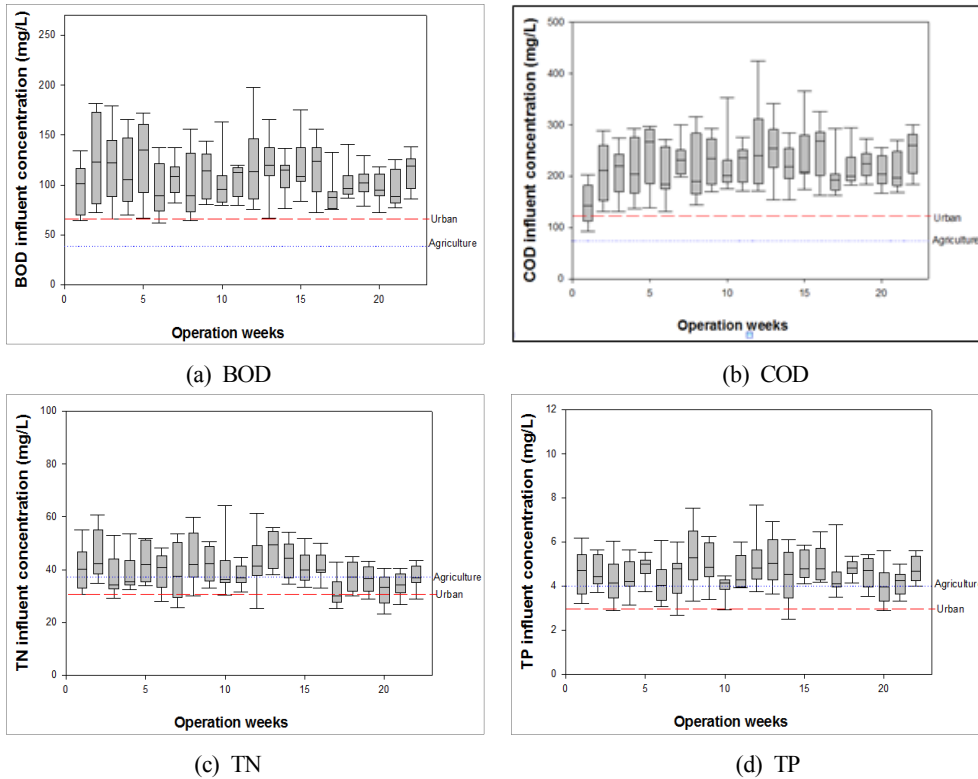 BOD influent concentration (mg/L)
250
200
150
100
50
0
Urban
Agriculture
0 5 10 15 20
Operation weeks
(a) BOD
COD influent concentration (mg/L)
500
400
300
200
100
0
Urban
Agriculture
0 5 10 15 20
Operation weeks
(b) COD
TN influent concentration (mg/L)
100
80
60
40
20
0
Agriculture
Urban
0 5 10 15 20
Operation weeks
(c) TN
TP influent concentration (mg/L)
12
10
8
6
4
2
0
Agricultur
Urban
0 5 10 15 20
Operation weeks
(d) TP